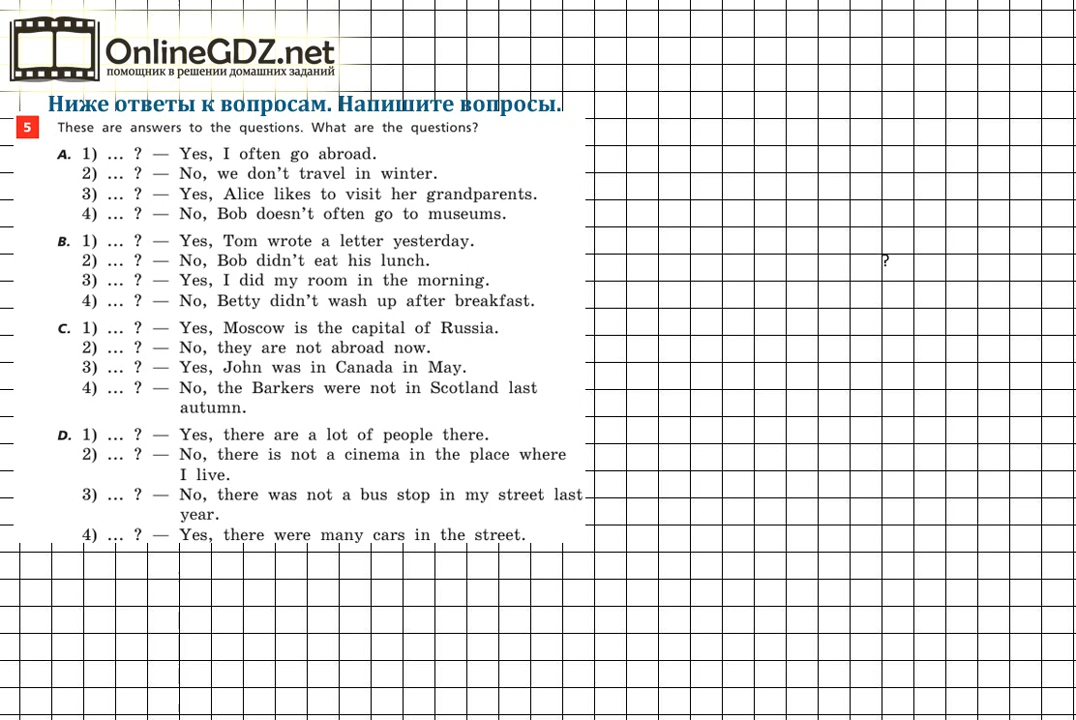 OnlineGDZ.net
помощник в решении домашних заданий
Ниже ответы к вопросам. Напишите вопросы.
5 These are answers to the questions. What are the questions?
A. 1) ... ? — Yes, I often go abroad.
2) ... ? — No, we don't travel in winter.
3) ... ? — Yes, Alice likes to visit her grandparents.
4) ... ? — No, Bob doesn't often go to museums.
B. 1) ... ? — Yes, Tom wrote a letter yesterday.
2) ... ? — No, Bob didn't eat his lunch.
?
3) ... ? — Yes, I did my room in the morning.
4) ... ? — No, Betty didn't wash up after breakfast.
C. 1) ... ? — Yes, Moscow is the capital of Russia.
2) ... ? — No, they are not abroad now.
3) ... ? — Yes, John was in Canada in May.
4) ... ? — No, the Barkers were not in Scotland last
autumn.
D. 1) ... ? — Yes, there are a lot of people there.
2) ... ? — No, there is not a cinema in the place where
I live.
3) ... ? — No, there was not a bus stop in my street last
year.
4) ... ? — Yes, there were many cars in the street.